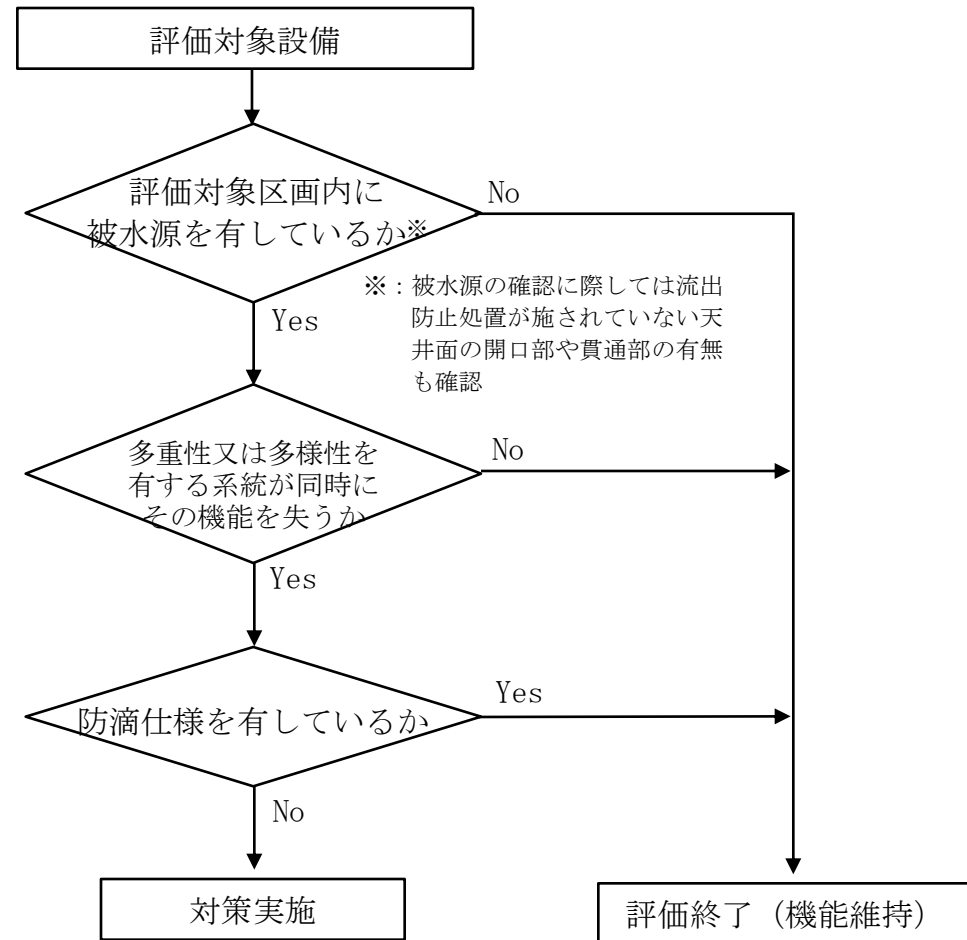 評価対象設備
評価対象区画内に
被水源を有しているか※
No
Yes
※：被水源の確認に際しては流出
防止処置が施されていない天
井面の開口部や貫通部の有無
も確認
多重性又は多様性を
有する系統が同時に
その機能を失うか
No
Yes
防滴仕様を有しているか
Yes
No
対策実施
評価終了（機能維持）